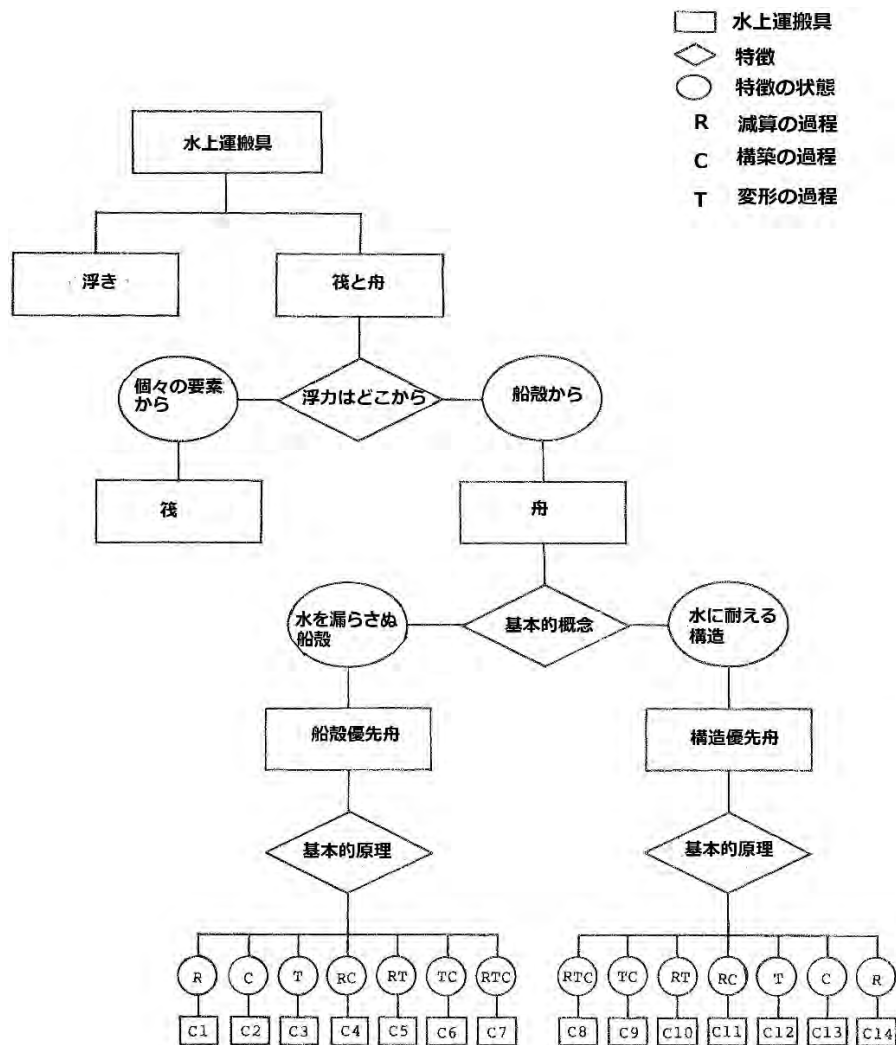 水上運搬具
特徴
特徴の状態
R 減算の過程
C 構築の過程
T 変形の過程
水上運搬具
浮き
筏と舟
個々の要素
から
浮力はどこから
船殻から
筏
舟
水を漏らさぬ
船殻
基本的概念
水に耐える
構造
船殻優先舟
構造優先舟
基本的原理
基本的原理
R C T RC RT TC RTC
RTC TC RT RC T C R
C1 C2 C3 C4 C5 C6 C7
C8 C9 C10 C11 C12 C13 C14